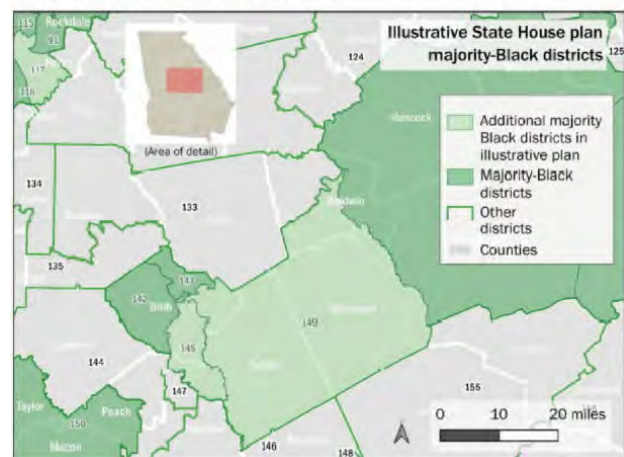 Illustrative State House plan
majority-Black districts
115
Rockdale
91
117
116
124
125
Hancock
(Area of detail)
Additional majority
Black districts in
illustrative plan
Majority-Black
districts
Other
districts
Counties
134
133
Baldwin
135
142
143
Bibb
149
145
144
147
155
Taylor
Peach
150
Macon
146
148
0 10 20 miles